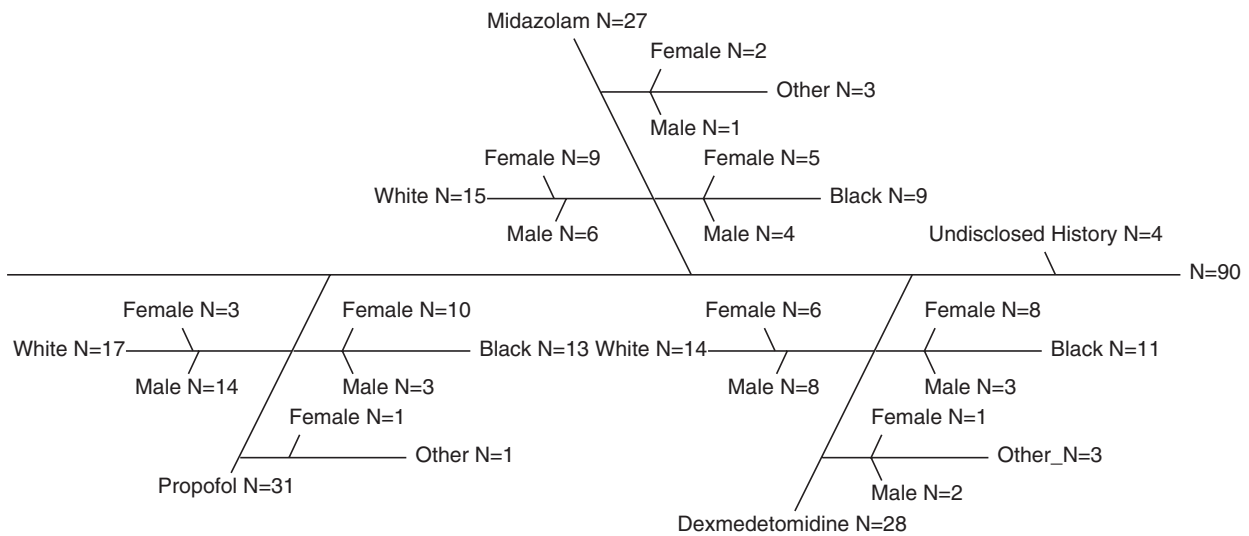 Midazolam N=27
Female N=2
Other N=3
Male N=1
Female N=9
Female N=5
White N=15
Black N=9
Male N=6
Male N=4
Undisclosed History N=4
N=90
Female N=3
Female N=10
Female N=6
Female N=8
White N=17
Black N=13
White N=14
Black N=11
Male N=14
Male N=3
Male N=8
Male N=3
Female N=1
Female N=1
Other N=1
Other_N=3
Propofol N=31
Male N=2
Dexmedetomidine N=28